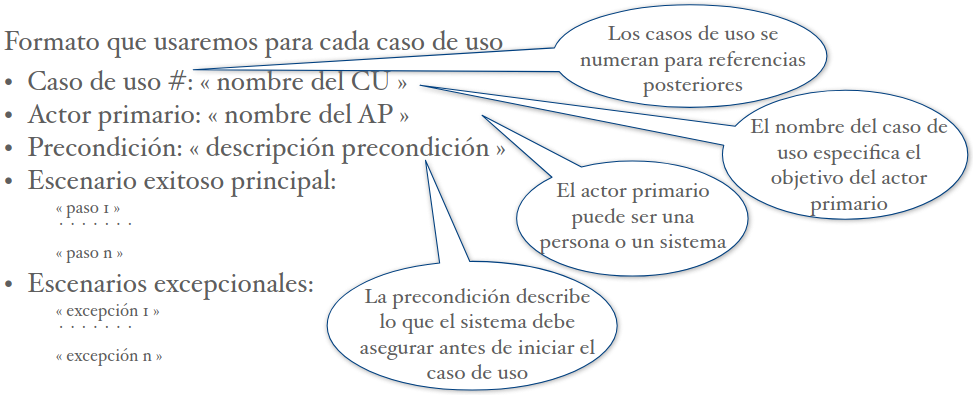 Formato que usaremos para cada caso de uso
• Caso de uso #: « nombre del CU »
• Actor primario: « nombre del AP »
• Precondición: « descripción precondición »
• Escenario exitoso principal:
« paso 1 »
. . . . . . .
« paso n »
• Escenarios excepcionales:
« excepción 1 »
. . . . . . .
« excepción n »
Los casos de uso se
numeran para referencias
posteriores
El nombre del caso de
uso especifica el
objetivo del actor
primario
El actor primario
puede ser una
persona o un sistema
La precondición describe
lo que el sistema debe
asegurar antes de iniciar el
caso de uso